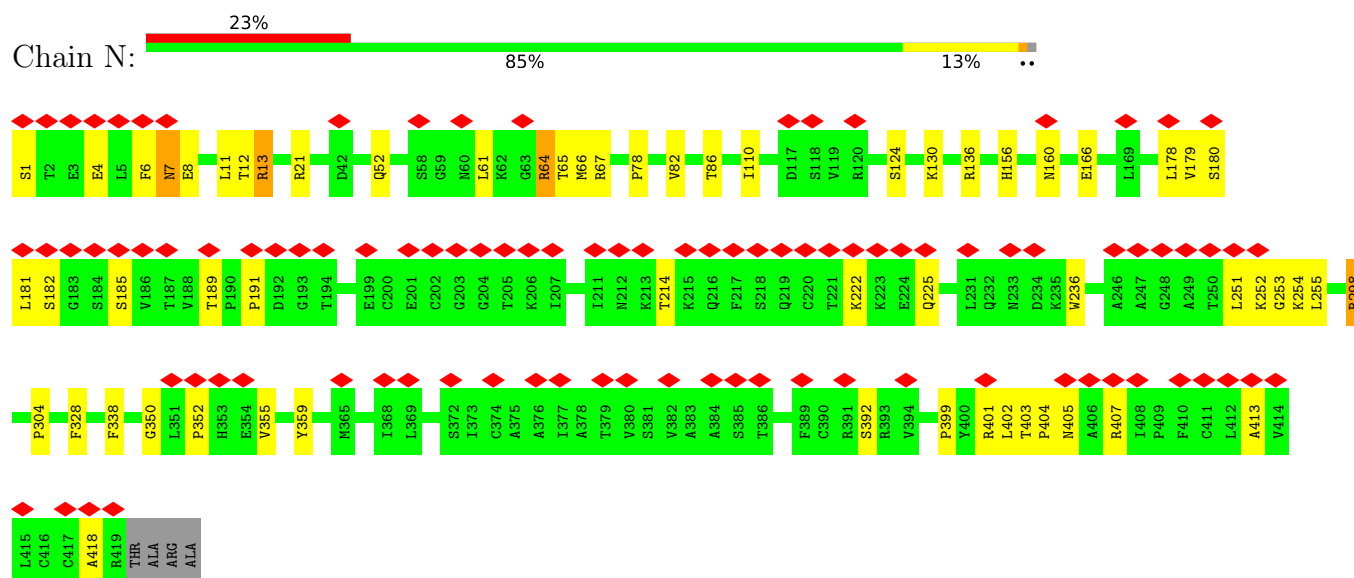 23%
Chain N:
85% 13% ••
S1 T2 E3 E4 L5 F6 N7 E8 L11 T12 R13 R21 D42 Q52 S58 G59 N60 L61 K62 G63 R64 T65 M66 R67 P78 V82 T86 I110 D117 S118 V119 R120 S124 K130 R136 H156 N160 E166 L169 L178 V179 S180
L181 S182 G183 S184 S185 V186 T187 V188 T189 P190 P191 D192 G193 T194 E199 C200 E201 C202 G203 G204 T205 K206 I207 I211 N212 K213 T214 K215 Q216 F217 S218 Q219 C220 T221 K222 K223 E224 Q225 L231 Q232 N233 D234 K235 W236 A246 A247 G248 A249 T250 L251 K252 G253 K254 L255
P304 F328 F338 G350 L351 P352 H353 E354 V355 Y359 M365 I368 L369 S372 I373 C374 A375 A376 I377 A378 T379 V380 S381 V382 A383 A384 S385 T386 F389 C390 R391 S392 R393 V394 P399 Y400 R401 L402 T403 P404 N405 A406 R407 I408 P409 F410 C411 L412 A413 V414
L415 C416 C417 A418 R419 THR ALA ARG ALA